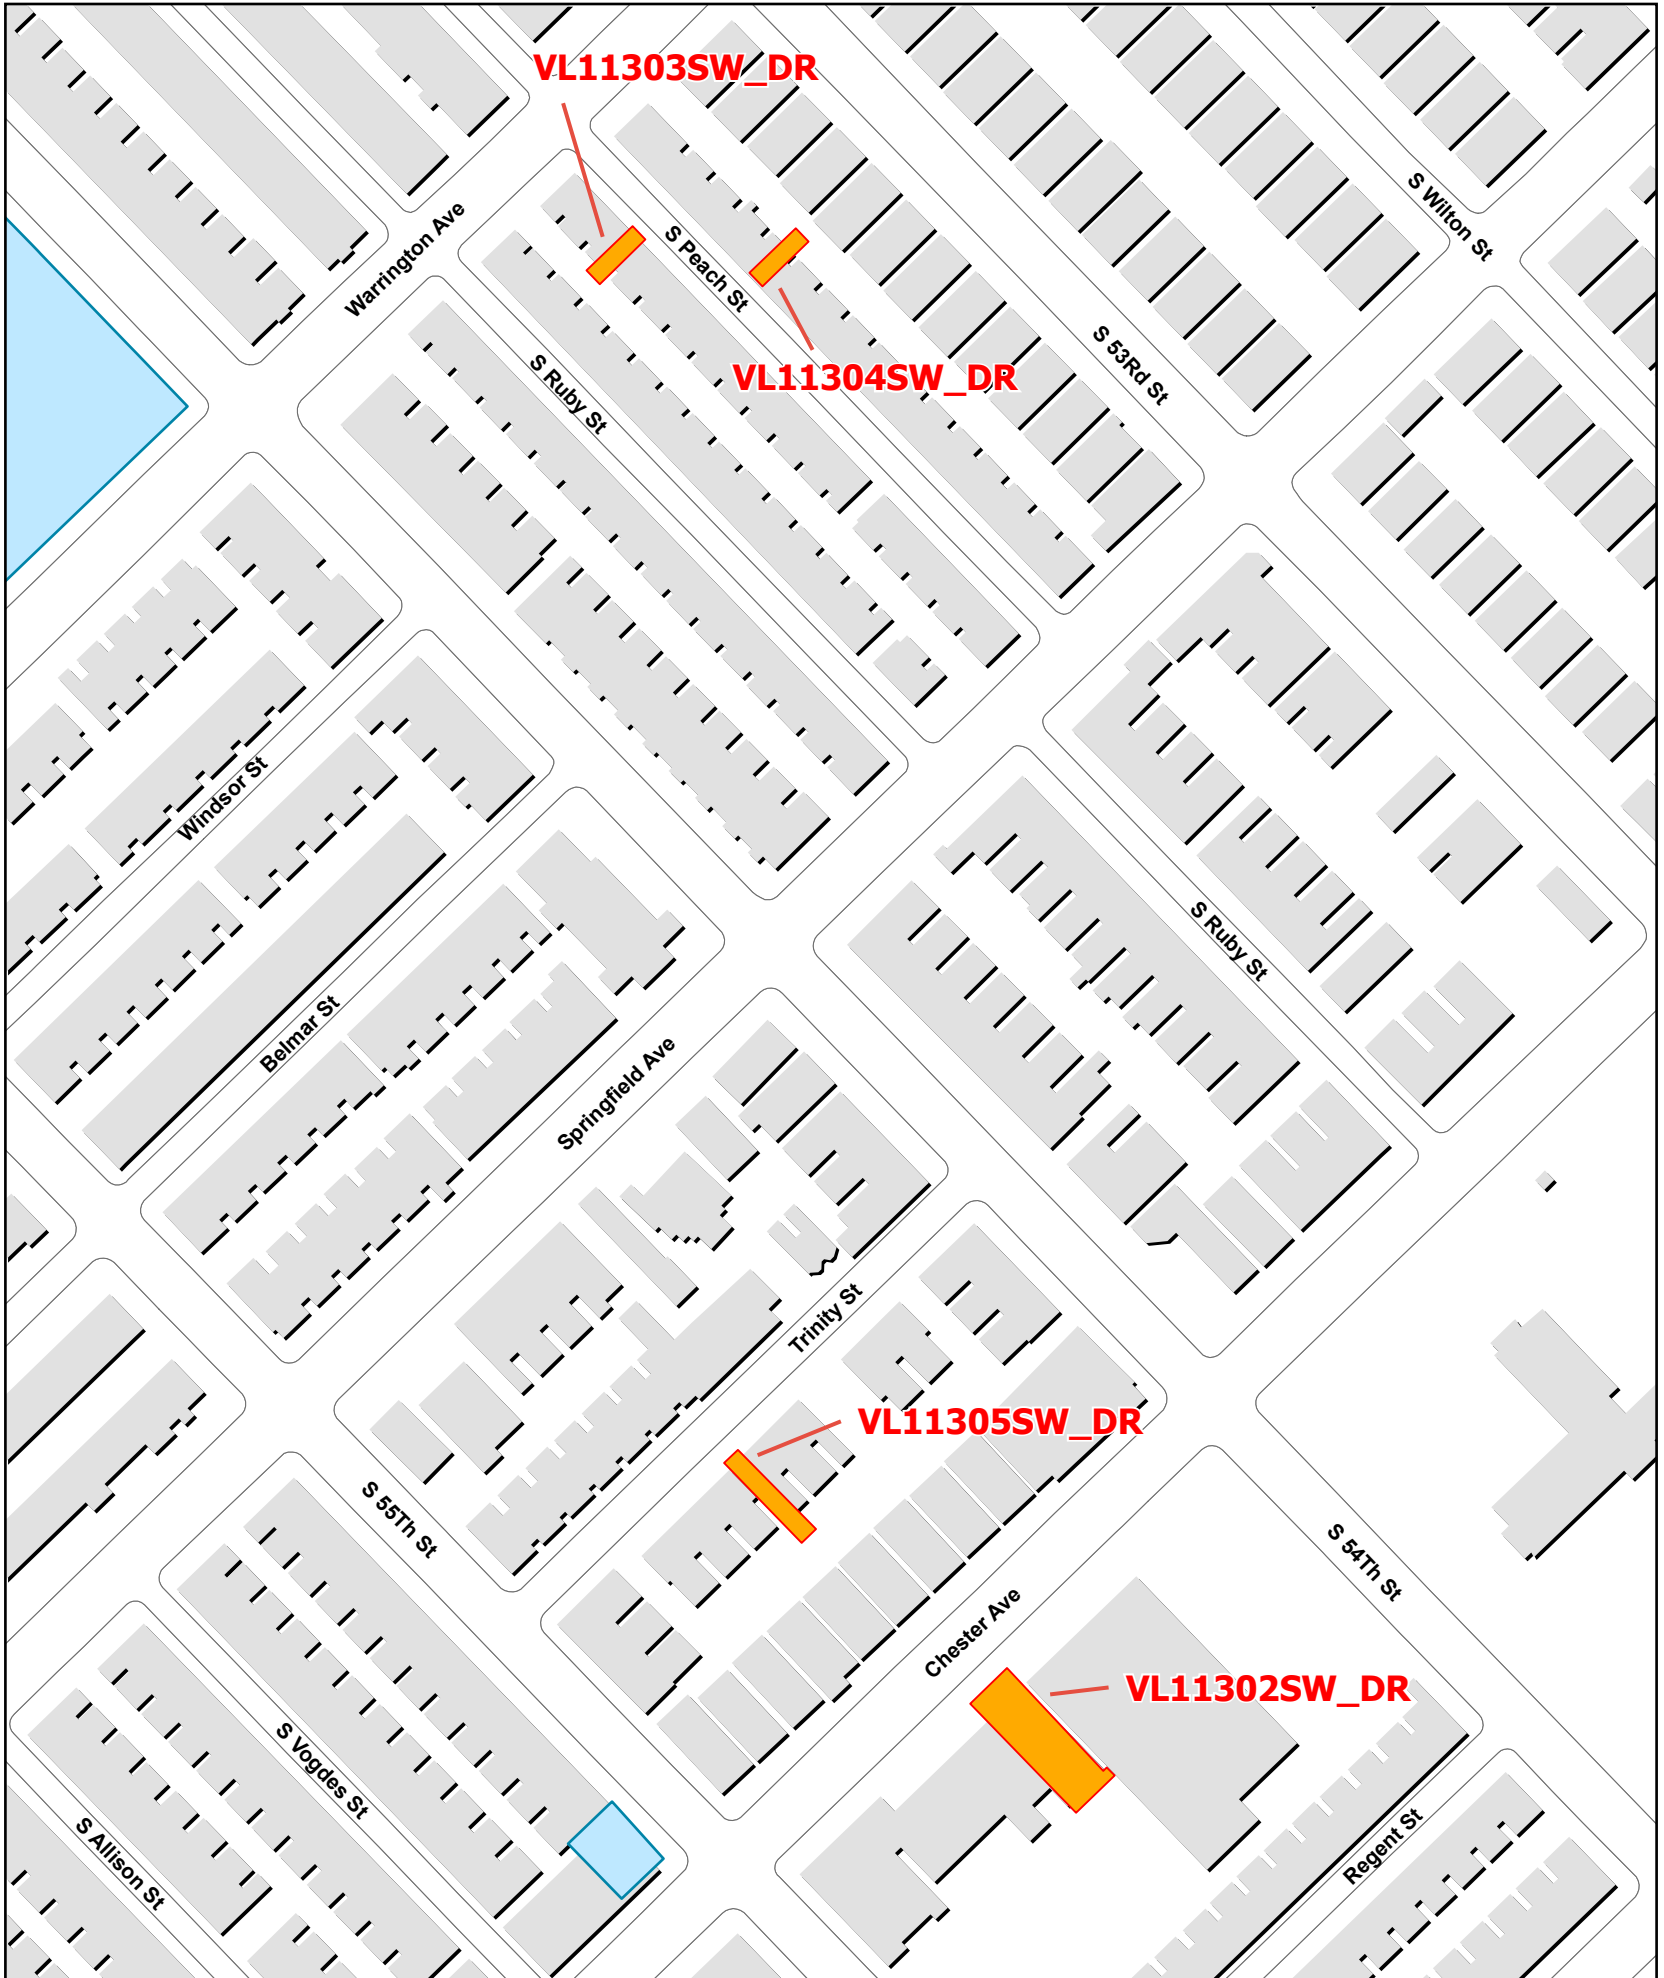 VL11303SW_DR
S Wilton St
Warrington Ave
S Peach St
S 53Rd St
VL11304SW_DR
S Ruby St
Windsor St
S Ruby St
Belmar St
Springfield Ave
Trinity St
VL11305SW_DR
S 55Th St
S 54Th St
Chester Ave
VL11302SW_DR
S Vogdes St
Regent St
S Allison St